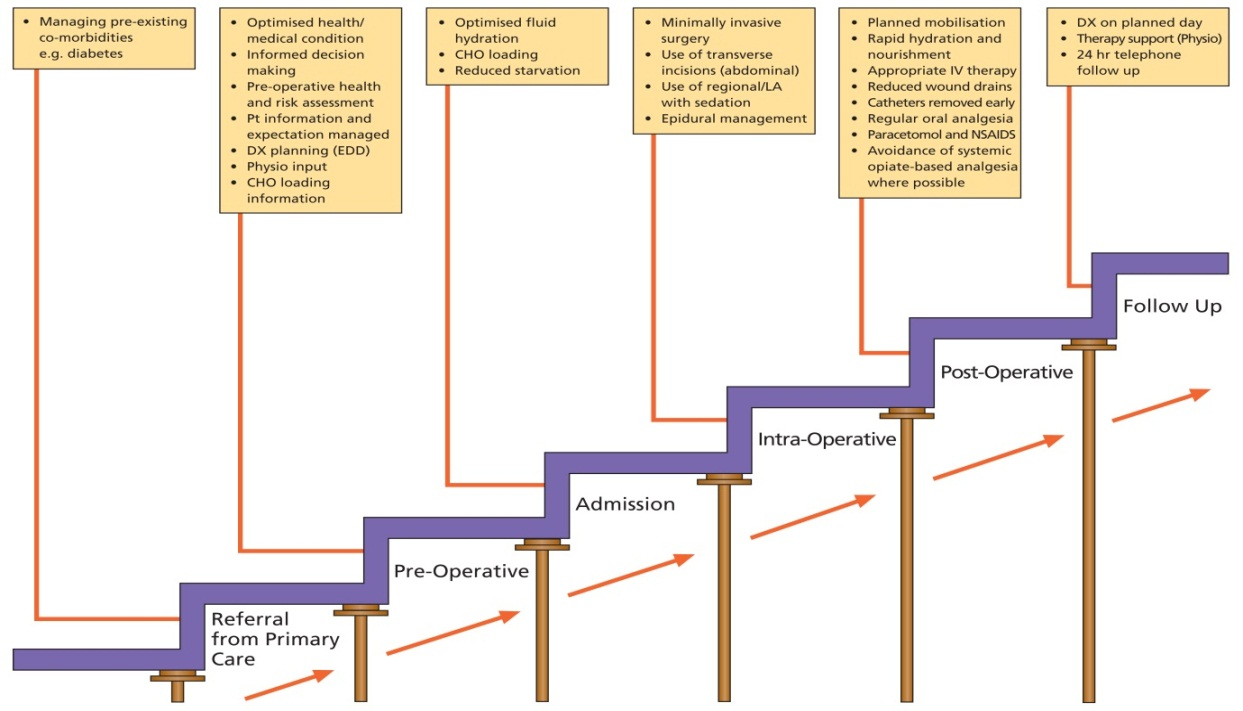 • Managing pre-existing
co-morbidities
e.g. diabetes
• Optimised health/
medical condition
• Informed decision
making
• Pre-operative health
and risk assessment
• Pt information and
expectation managed
• DX planning (EDD)
• Physio input
• CHO loading
information
• Optimised fluid
hydration
• CHO loading
• Reduced starvation
• Minimally invasive
surgery
• Use of transverse
incisions (abdominal)
• Use of regional/LA
with sedation
• Epidural management
• Planned mobilisation
• Rapid hydration and
nourishment
• Appropriate IV therapy
• Reduced wound drains
• Catheters removed early
• Regular oral analgesia
• Paracetomol and NSAIDS
• Avoidance of systemic
opiate-based analgesia
where possible
• DX on planned day
• Therapy support (Physio)
• 24 hr telephone
follow up
Referral
from Primary
Care
Pre-Operative
Admission
Intra-Operative
Post-Operative
Follow Up